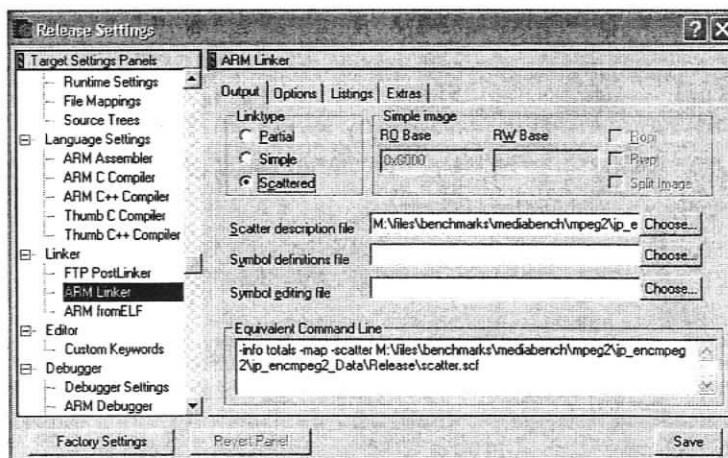 Release Settings
Target Settings Panels
Runtime Settings
File Mappings
Source Trees
Language Settings
ARM Assembler
ARM C Compiler
ARM C++ Compiler
Thumb C Compiler
Thumb C++ Compiler
Linker
FTP PostLinker
ARM Linker
ARM fromELF
Editor
Custom Keywords
Debugger
Debugger Settings
ARM Debugger
Factory Settings
Revert Panel
ARM Linker
Output Options Listings Extras
Linktype
Partial
Simple
Scattered
Simple image
RO Base RW Base
0x8000
Ropi
Rwpi
Split Image
Scatter description file M:\files\benchmarks\mediabench\mpeg2\jp_e Choose...
Symbol definitions file Choose...
Symbol editing file Choose...
Equivalent Command Line
-info totals -map -scatter M:\files\benchmarks\mediabench\mpeg2\jp_encmpeg
2\jp_encmpeg2_Data\Release\scatter.scf
Save